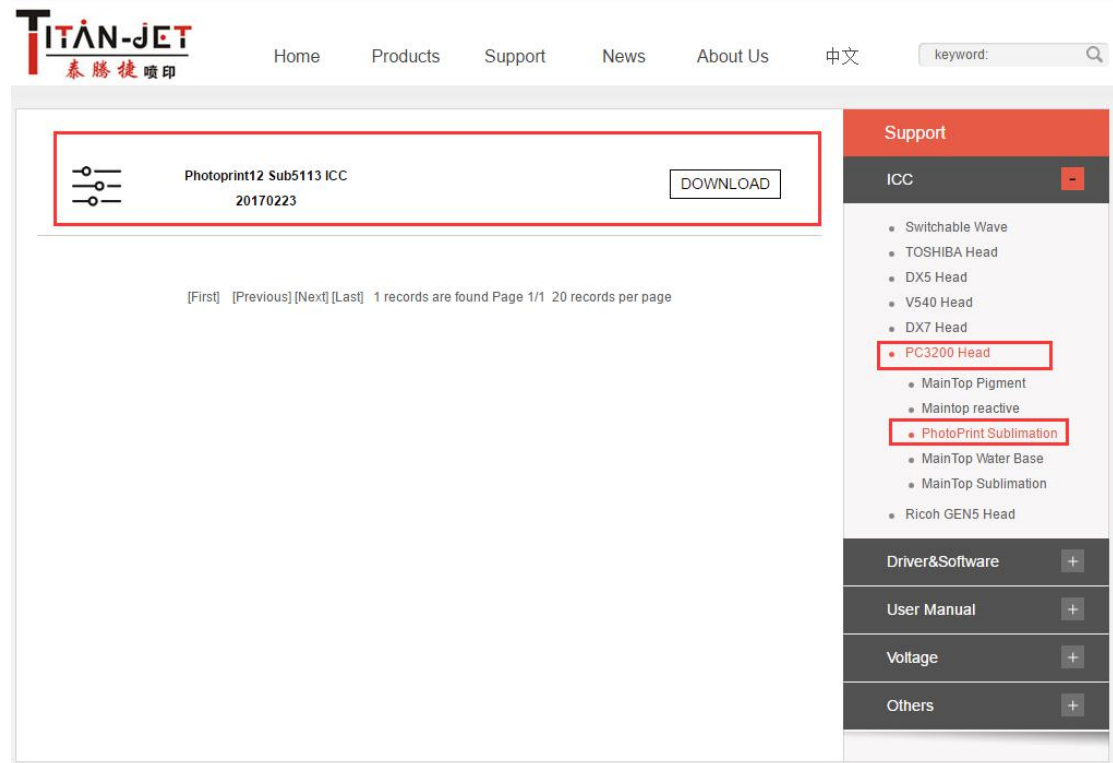 TITAN-JET
泰勝捷喷印
Home Products Support News About Us 中文 keyword:
Photoprint12 Sub5113 ICC
20170223
DOWNLOAD
[First] [Previous] [Next] [Last] 1 records are found Page 1/1 20 records per page
Support
ICC -
Switchable Wave
TOSHIBA Head
DX5 Head
V540 Head
DX7 Head
PC3200 Head
MainTop Pigment
Maintop reactive
PhotoPrint Sublimation
MainTop Water Base
MainTop Sublimation
Ricoh GEN5 Head
Driver&Software +
User Manual +
Voltage +
Others +